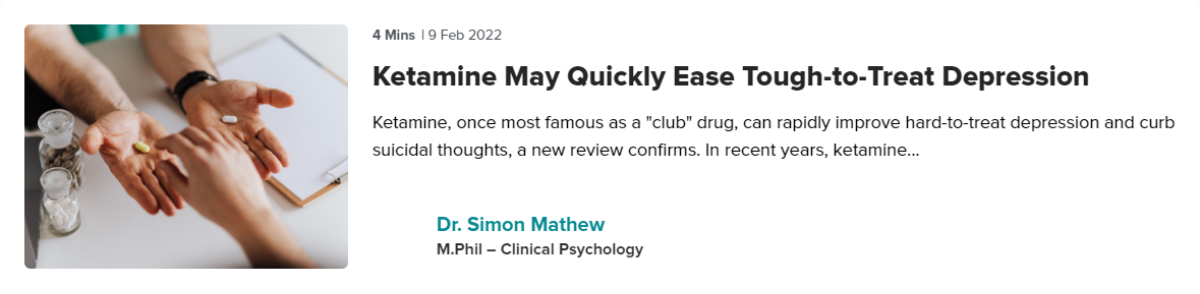 4 Mins | 9 Feb 2022
Ketamine May Quickly Ease Tough-to-Treat Depression
Ketamine, once most famous as a "club" drug, can rapidly improve hard-to-treat depression and curb
suicidal thoughts, a new review confirms. In recent years, ketamine...
Dr. Simon Mathew
M.Phil – Clinical Psychology